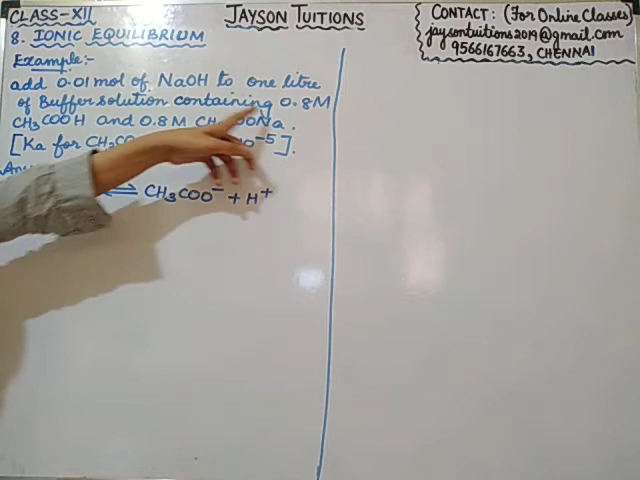 CLASS-XII
JAYSON TUITIONS
CONTACT: (For Online Classes)
jaysontuitions2019@gmail.com
9566167663, CHENNAI
8. IONIC EQUILIBRIUM
Example:-
add 0.01 mol of NaOH to one litre
of Buffer solution containing 0.8M
CH3COOH and 0.8M
[Ka for
-5].
⇌ CH3COO- + H+